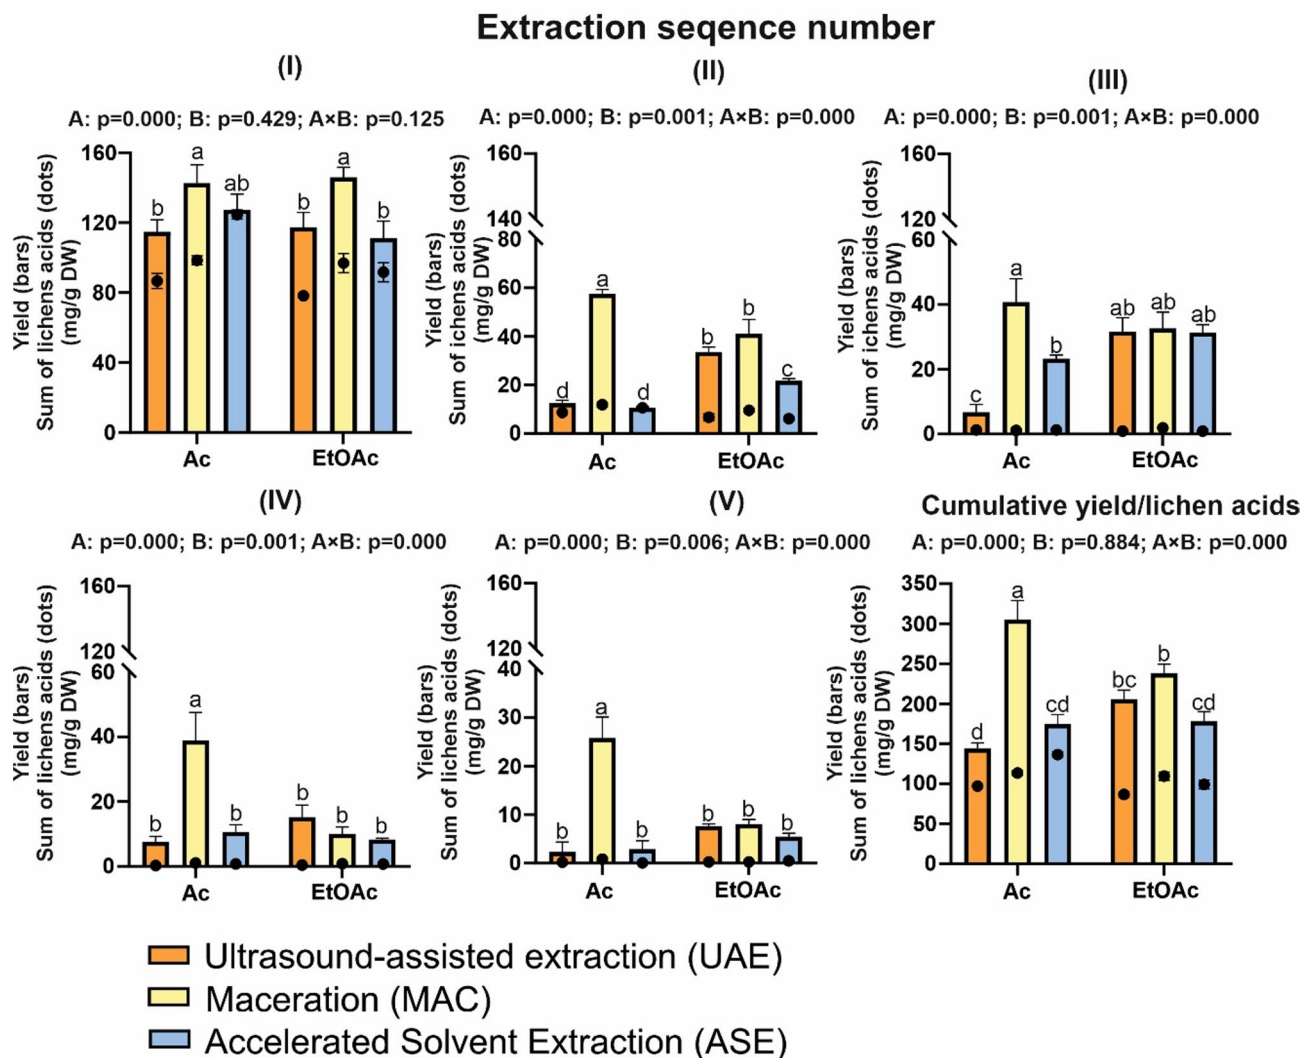 Extraction seqence number
(I)
A: p=0.000; B: p=0.429; A×B: p=0.125
Yield (bars)
Sum of lichens acids (dots)
(mg/g DW)
160
120
80
40
0
b
a
ab
b
a
b
Ac
EtOAc
(II)
A: p=0.000; B: p=0.001; A×B: p=0.000
Yield (bars)
Sum of ichens acids (dots)
(mg/g DW)
160
140
80
60
40
20
0
d
a
d
b
b
c
Ac
EtOAc
(III)
A: p=0.000; B: p=0.001; A×B: p=0.000
Yield (bars)
Sum of lichens acids (dots)
(mg/g DW)
160
120
60
40
20
0
c
a
b
ab
ab
ab
Ac
EtOAc
(IV)
A: p=0.000; B: p=0.001; A×B: p=0.000
Yield (bars)
Sum of lichens acids (dots)
(mg/g DW)
160
120
60
40
20
0
b
a
b
b
b
b
Ac
EtOAc
(V)
A: p=0.000; B: p=0.006; A×B: p=0.000
Yield (bars)
Sum of lichens acids (dots)
(mg/g DW)
160
120
40
30
20
10
0
b
a
b
b
b
b
Ac
EtOAc
Cumulative yield/lichen acids
A: p=0.000; B: p=0.884; A×B: p=0.000
Yield (bars)
Sum of lichens acids (dots)
(mg/g DW)
350
300
250
200
150
100
50
0
d
a
cd
bc
b
cd
Ac
EtOAc
Ultrasound-assisted extraction (UAE)
Maceration (MAC)
Accelerated Solvent Extraction (ASE)